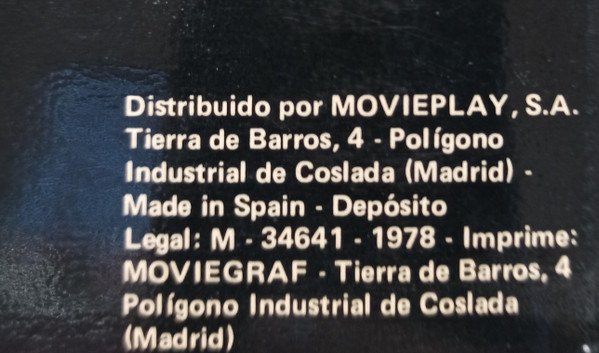 Distribuido por MOVIEPLAY, S.A.
Tierra de Barros, 4 - Polígono
Industrial de Coslada (Madrid) -
Made in Spain - Depósito
Legal: M - 34641 - 1978 - Imprime:
MOVIEGRAF - Tierra de Barros, 4
Polígono Industrial de Coslada
(Madrid)